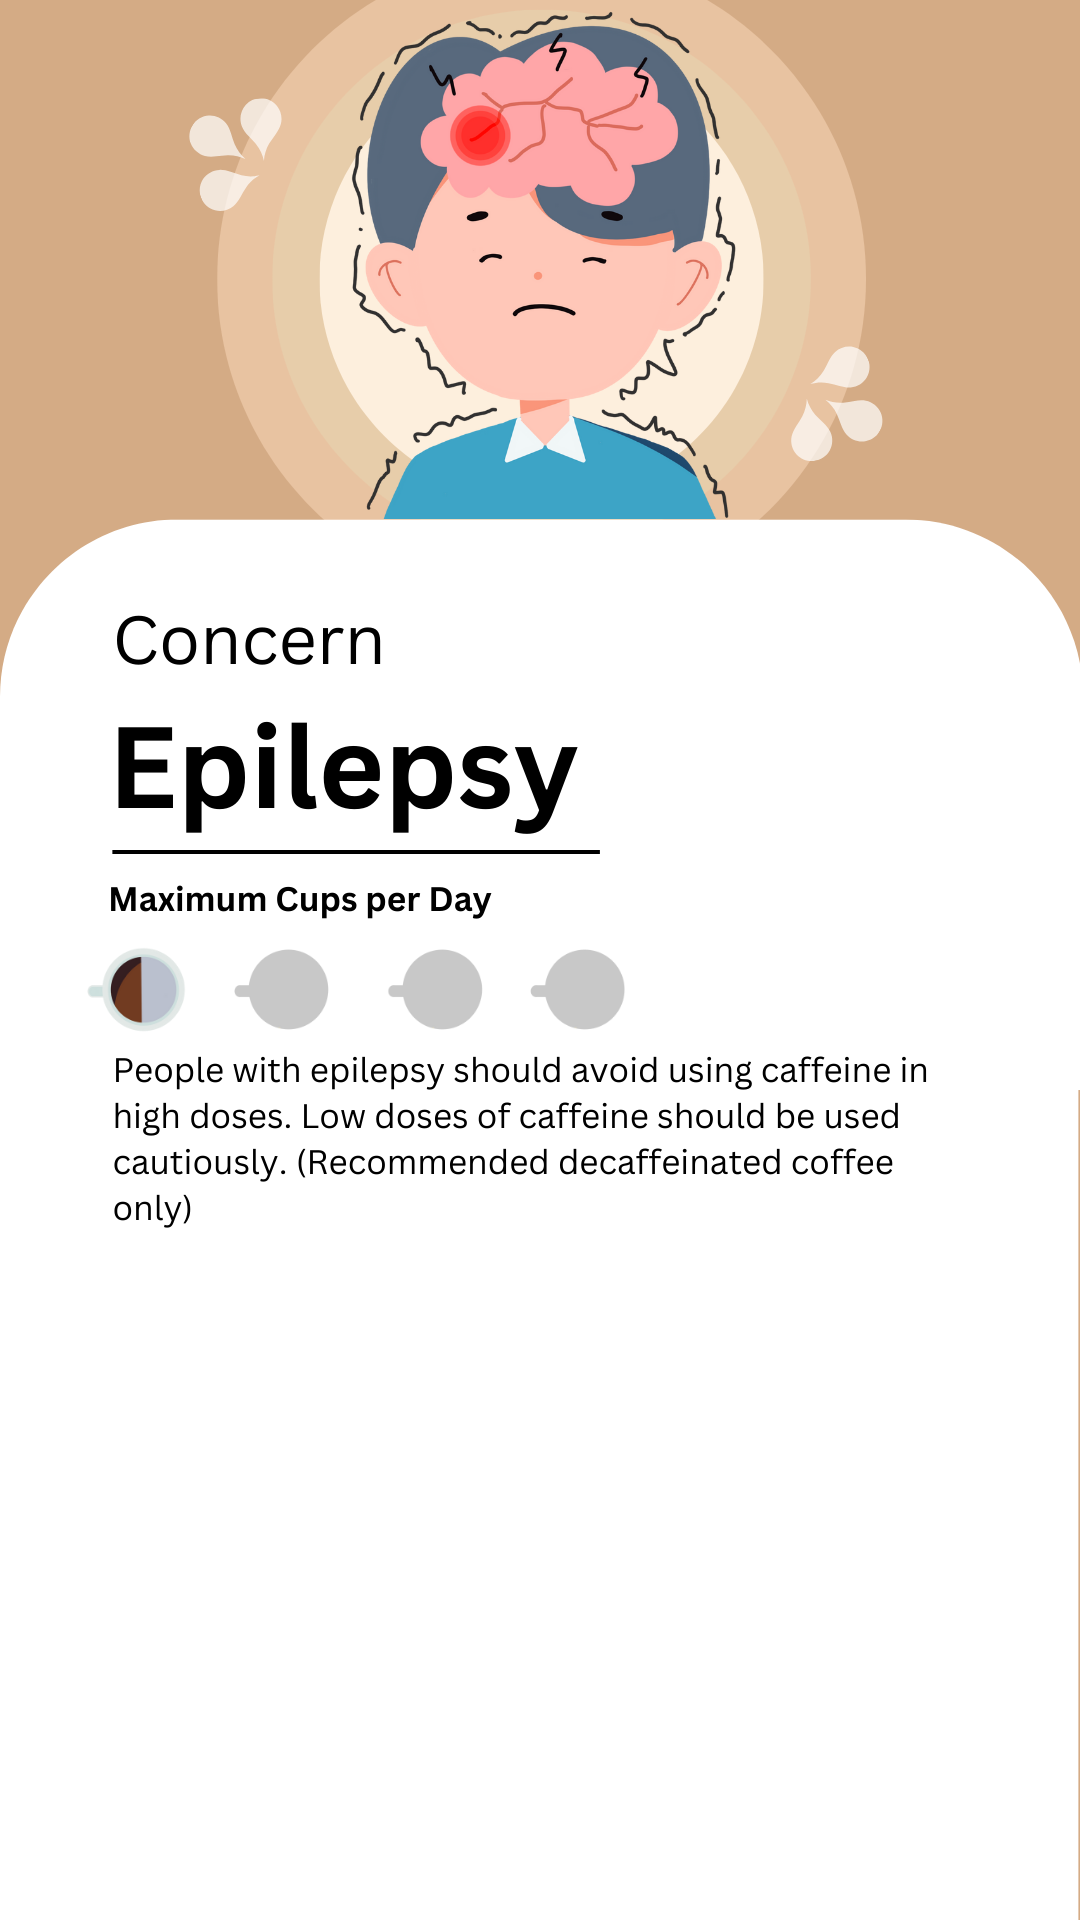 Concern
Epilepsy
Maximum Cups per Day
People with epilepsy should avoid using caffeine in
high doses. Low doses of caffeine should be used
cautiously. (Recommended decaffeinated coffee
only)